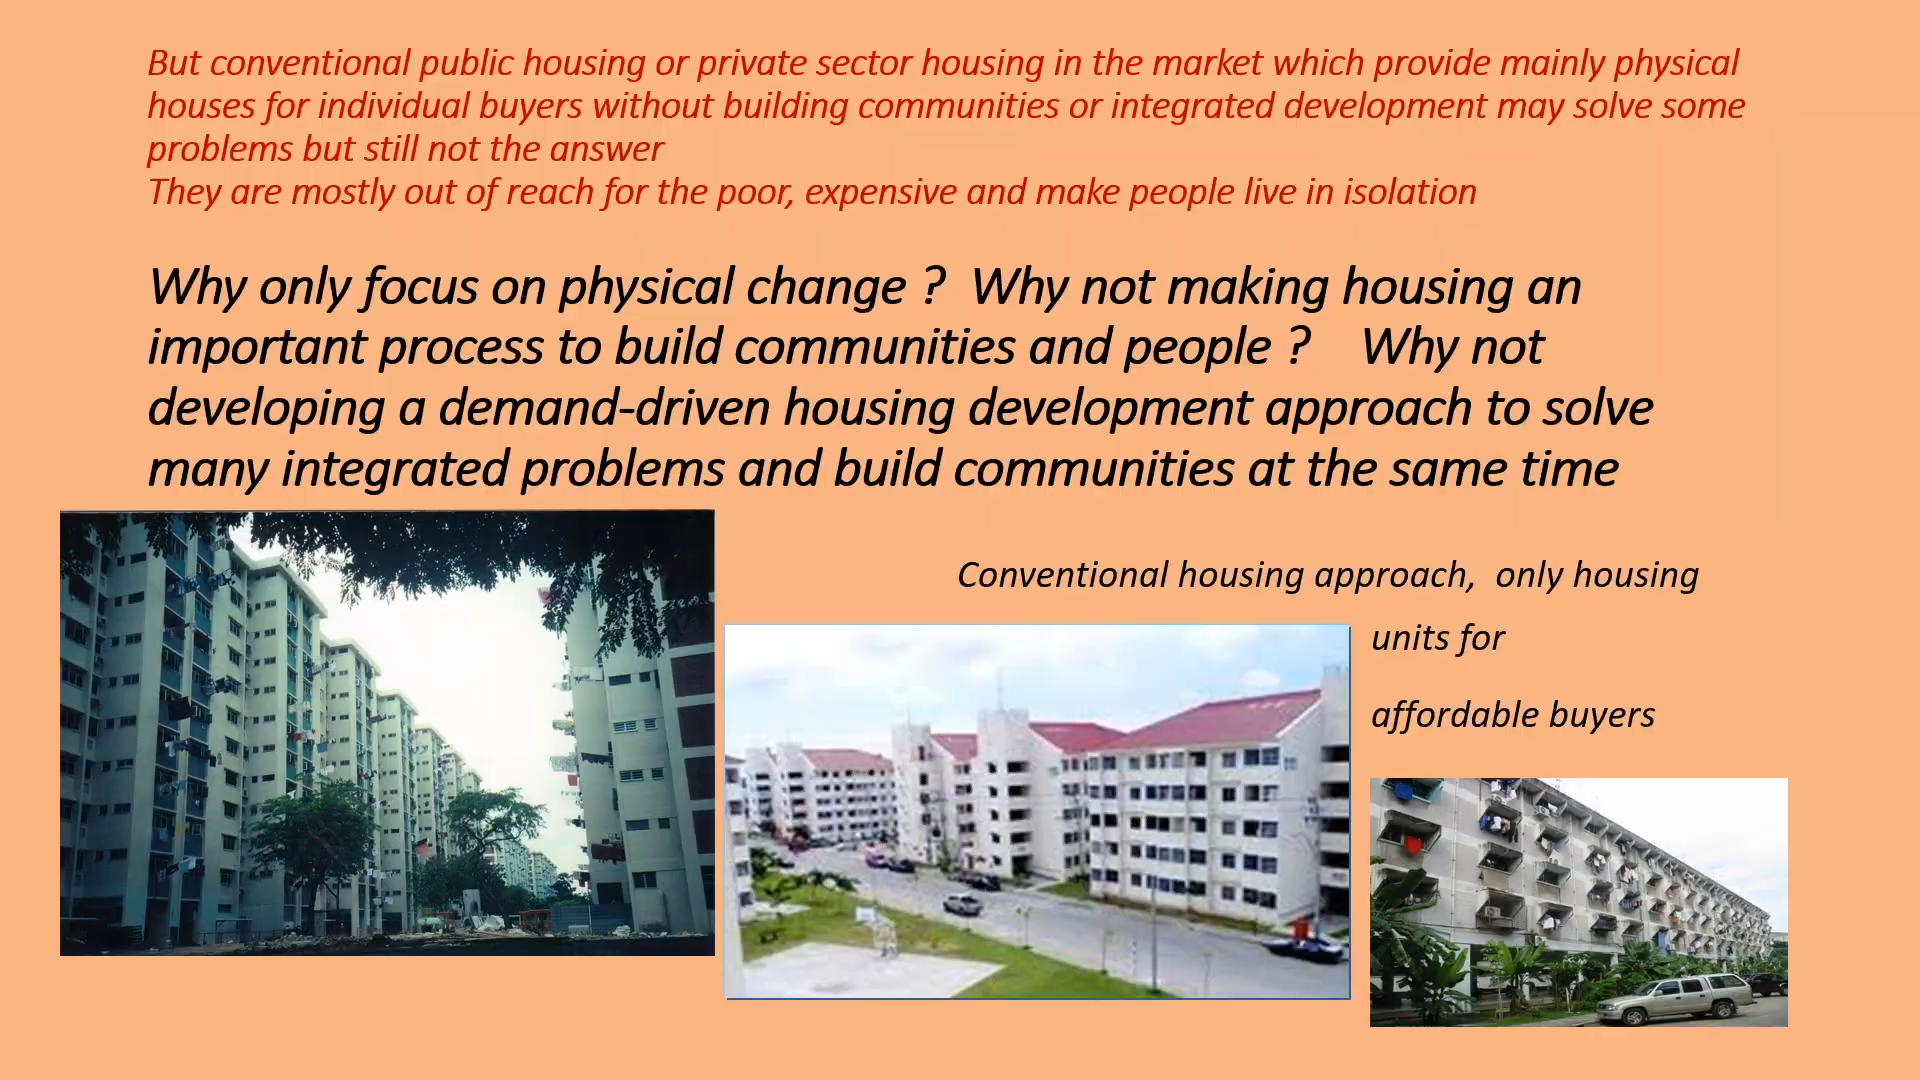 But conventional public housing or private sector housing in the market which provide mainly physical
houses for individual buyers without building communities or integrated development may solve some
problems but still not the answer
They are mostly out of reach for the poor, expensive and make people live in isolation
Why only focus on physical change ? Why not making housing an
important process to build communities and people ? Why not
developing a demand-driven housing development approach to solve
many integrated problems and build communities at the same time
Conventional housing approach, only housing
units for
affordable buyers